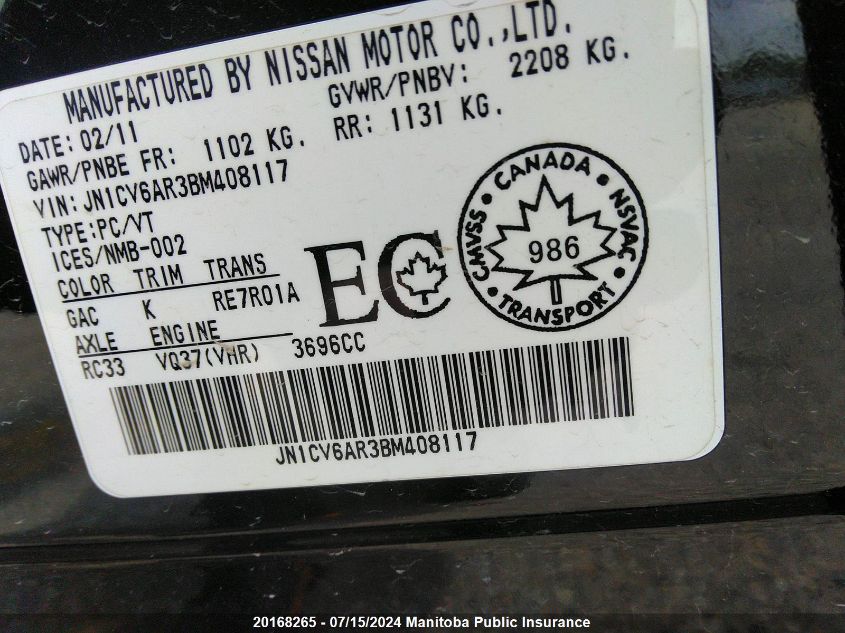 MANUFACTURED BY NISSAN MOTOR CO.,LTD.
DATE: 02/11 GVWR/PNBV: 2208 KG.
GAWR/PNBE FR: 1102 KG. RR: 1131 KG.
VIN: JN1CV6AR3BM408117
TYPE:PC/VT
ICES/NMB-002
COLOR TRIM TRANS
GAC K RE7R01A
AXLE ENGINE
RC33 VQ37(VHR) 3696CC
EC
CANADA
CMVSS 986 NSVAC
TRANSPORT
JN1CV6AR3BM408117
20168265 - 07/15/2024 Manitoba Public Insurance